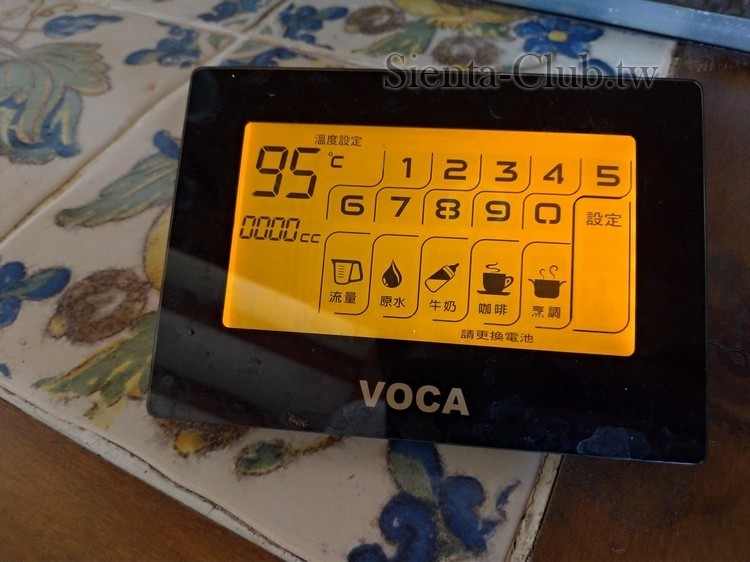 Sienta-Club.tw
溫度設定
95 °C
1 2 3 4 5
6 7 8 9 0
設定
0000cc
流量 原水 牛奶 咖啡 烹調
請更換電池
VOCA